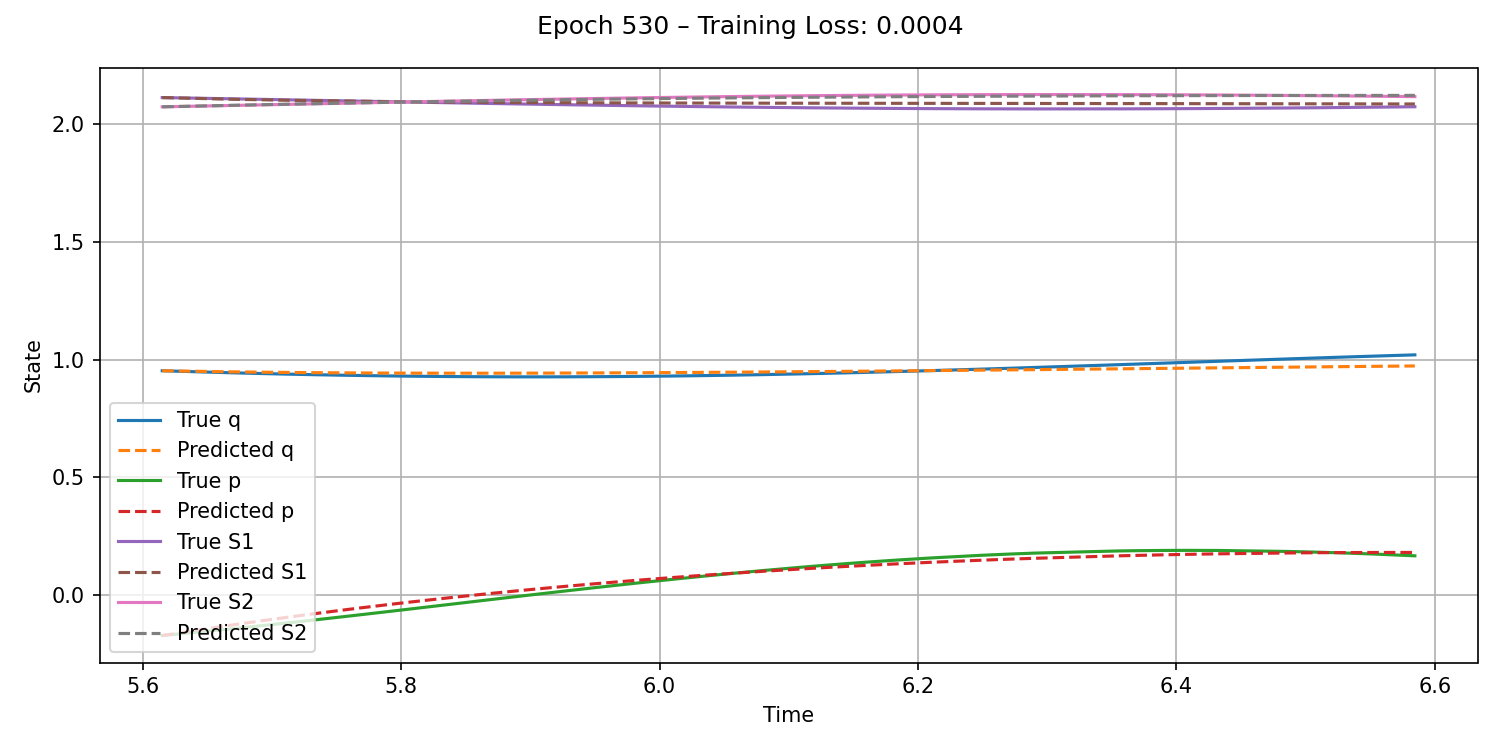 Epoch 530 – Training Loss: 0.0004
State
2.0
1.5
1.0
0.5
0.0
True q
Predicted q
True p
Predicted p
True S1
Predicted S1
True S2
Predicted S2
5.6 5.8 6.0 6.2 6.4 6.6
Time